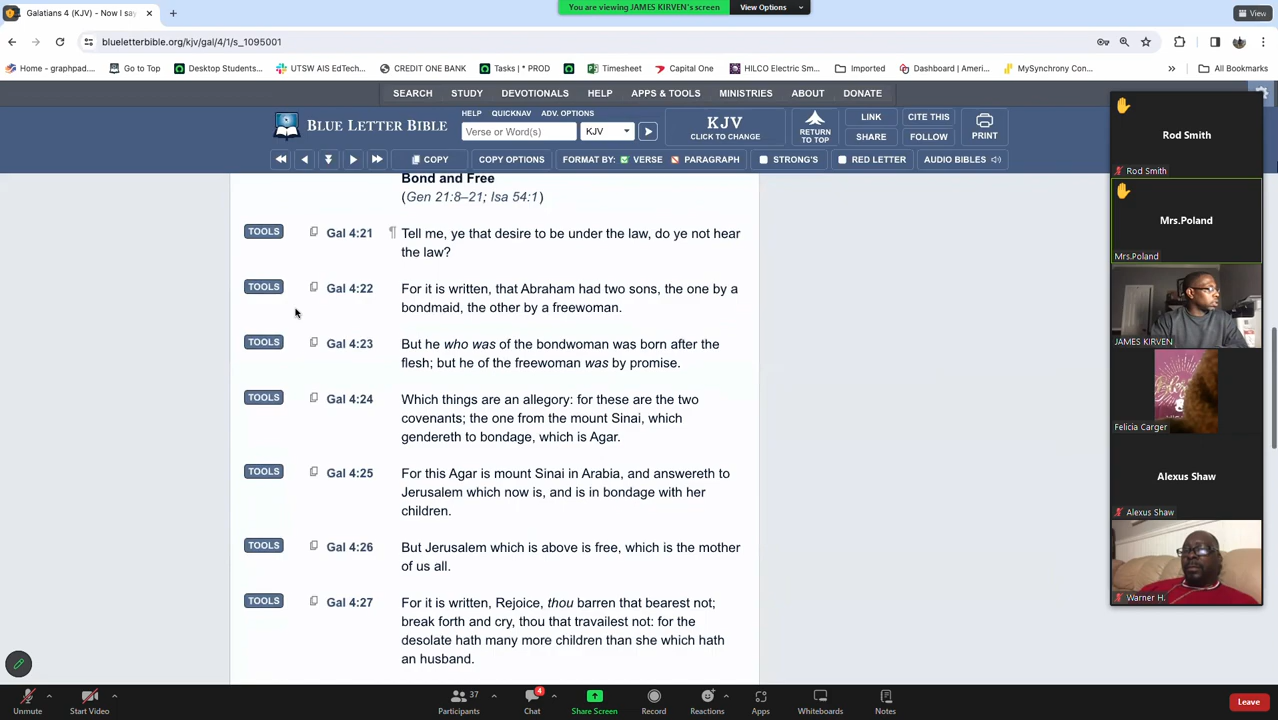 Galatians 4 (KJV) - Now I say
You are viewing JAMES KIRVEN's screen
View Options
View
blueletterbible.org/kjv/gal/4/1/s_1095001
Home - graphpad....
Go to Top
Desktop Students...
UTSW AIS EdTech...
CREDIT ONE BANK
Tasks | * PROD
Timesheet
Capital One
HILCO Electric Sm...
Imported
Dashboard | Ameri...
MySynchrony Con...
»
All Bookmarks
SEARCH STUDY DEVOTIONALS HELP APPS & TOOLS MINISTRIES ABOUT DONATE
BLUE LETTER BIBLE
HELP QUICKNAV ADV. OPTIONS
Verse or Word(s)
KJV
KJV
CLICK TO CHANGE
RETURN
TO TOP
LINK
CITE THIS
SHARE
FOLLOW
PRINT
COPY
COPY OPTIONS
FORMAT BY: VERSE PARAGRAPH
STRONG'S
RED LETTER
AUDIO BIBLES
Bond and Free
(Gen 21:8–21; Isa 54:1)
TOOLS Gal 4:21 ¶ Tell me, ye that desire to be under the law, do ye not hear
the law?
TOOLS Gal 4:22 For it is written, that Abraham had two sons, the one by a
bondmaid, the other by a freewoman.
TOOLS Gal 4:23 But he who was of the bondwoman was born after the
flesh; but he of the freewoman was by promise.
TOOLS Gal 4:24 Which things are an allegory: for these are the two
covenants; the one from the mount Sinai, which
gendereth to bondage, which is Agar.
TOOLS Gal 4:25 For this Agar is mount Sinai in Arabia, and answereth to
Jerusalem which now is, and is in bondage with her
children.
TOOLS Gal 4:26 But Jerusalem which is above is free, which is the mother
of us all.
TOOLS Gal 4:27 For it is written, Rejoice, thou barren that bearest not;
break forth and cry, thou that travailest not: for the
desolate hath many more children than she which hath
an husband.
Rod Smith
Rod Smith
Mrs.Poland
Mrs.Poland
JAMES KIRVEN
Felicia Carger
Alexus Shaw
Alexus Shaw
Warner H.
Unmute
Start Video
37
Participants
4
Chat
Share Screen
Record
Reactions
Apps
Whiteboards
Notes
Leave